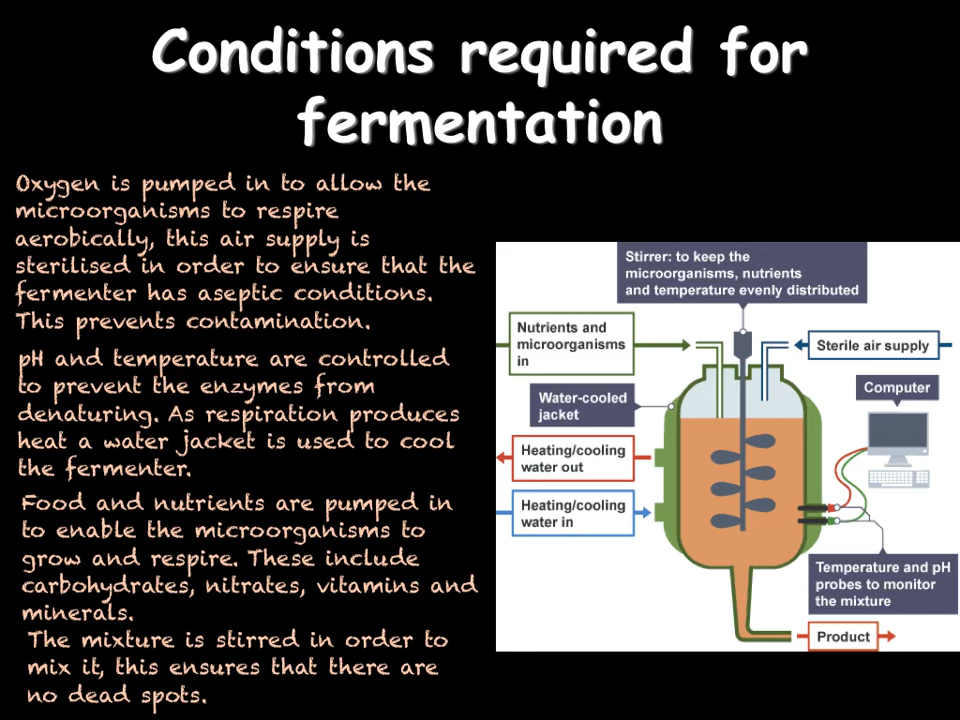 Conditions required for
fermentation
Oxygen is pumped in to allow the
microorganisms to respire
aerobically, this air supply is
sterilised in order to ensure that the
fermenter has aseptic conditions.
This prevents contamination.
pH and temperature are controlled
to prevent the enzymes from
denaturing. As respiration produces
heat a water jacket is used to cool
the fermenter.
Food and nutrients are pumped in
to enable the microorganisms to
grow and respire. These include
carbohydrates, nitrates, vitamins and
minerals.
The mixture is stirred in order to
mix it, this ensures that there are
no dead spots.
Stirrer: to keep the
microorganisms, nutrients
and temperature evenly distributed
Nutrients and
microorganisms
in
Sterile air supply
Water-cooled
jacket
Computer
Heating/cooling
water out
Heating/cooling
water in
Temperature and pH
probes to monitor
the mixture
Product